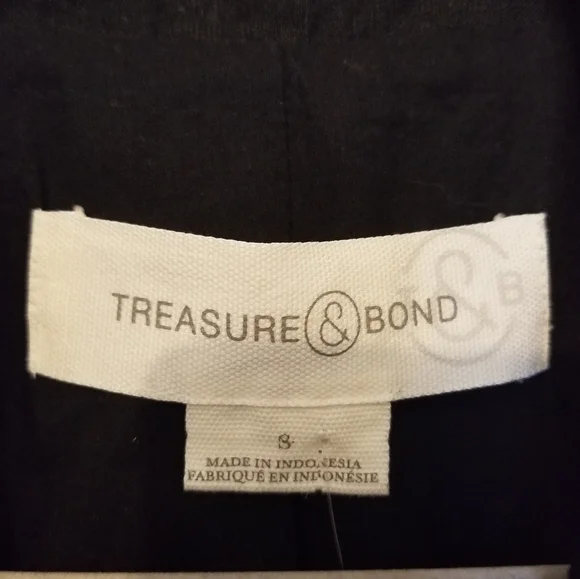 TREASURE & BOND
T & B
S
MADE IN INDONESIA
FABRIQUÉ EN INDONÉSIE